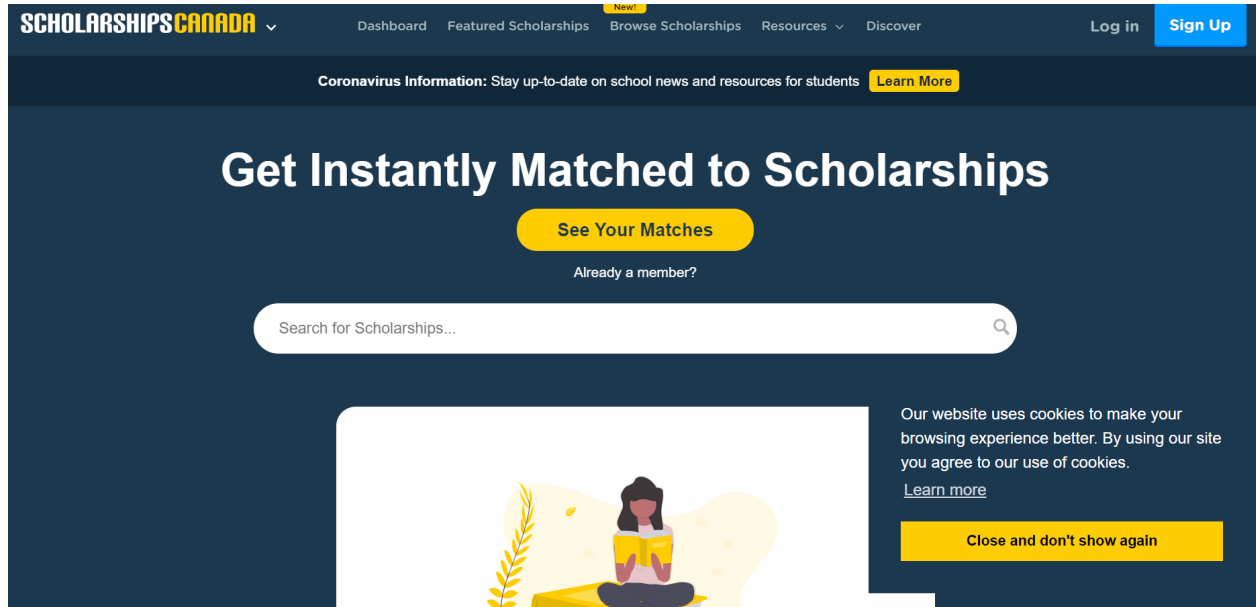 New!
SCHOLARSHIPSCANADA Dashboard Featured Scholarships Browse Scholarships Resources Discover Log in Sign Up
Coronavirus Information: Stay up-to-date on school news and resources for students Learn More
Get Instantly Matched to Scholarships
See Your Matches
Already a member?
Search for Scholarships...
Our website uses cookies to make your
browsing experience better. By using our site
you agree to our use of cookies.
Learn more
Close and don't show again